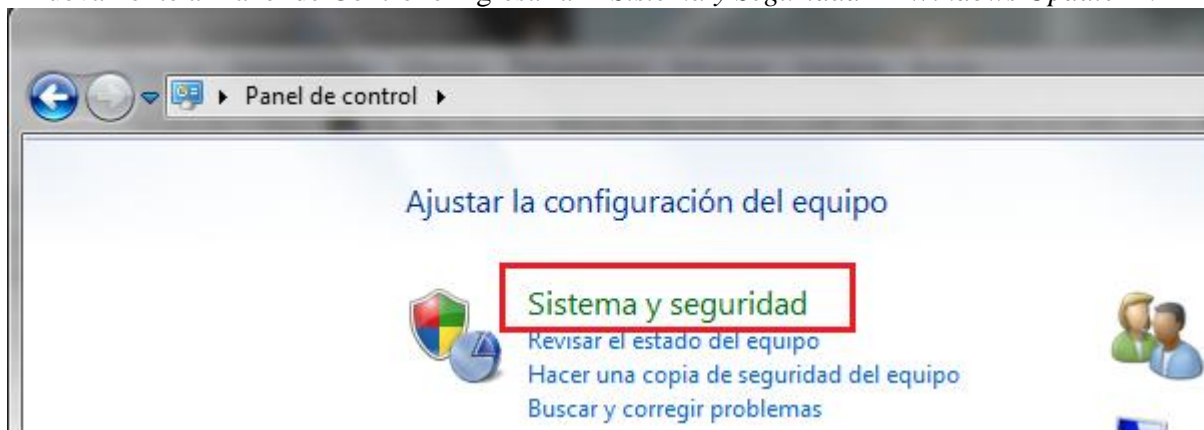 Panel de control
Ajustar la configuración del equipo
Sistema y seguridad
Revisar el estado del equipo
Hacer una copia de seguridad del equipo
Buscar y corregir problemas